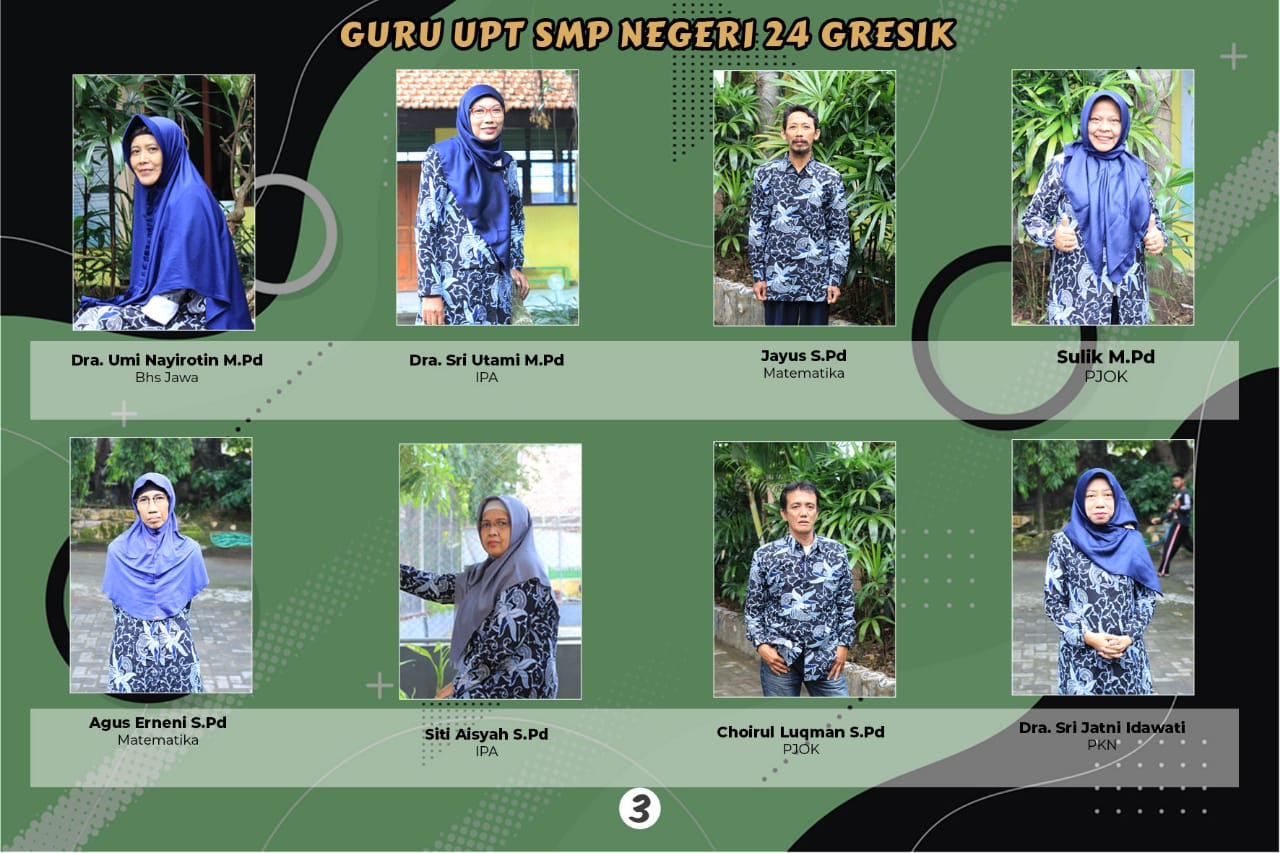 GURU UPT SMP NEGERI 24 GRESIK
Dra. Umi Nayirotin M.Pd
Bhs Jawa
Dra. Sri Utami M.Pd
IPA
Jayus S.Pd
Matematika
Sulik M.Pd
PJOK
Agus Erneni S.Pd
Matematika
Siti Aisyah S.Pd
IPA
Choirul Luqman S.Pd
PJOK
Dra. Sri Jatni Idawati
PKN
3